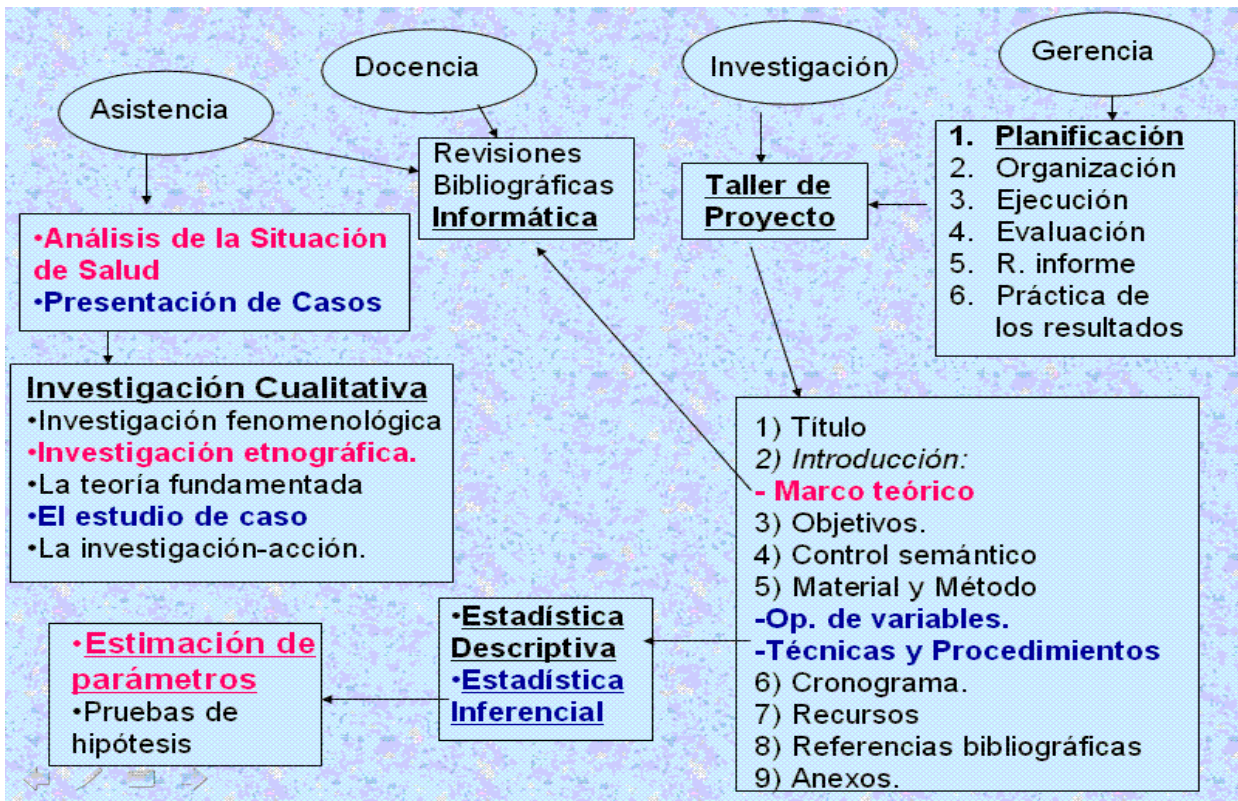 Asistencia
Docencia
Investigación
Gerencia
Revisiones
Bibliográficas
Informática
Taller de
Proyecto
1. Planificación
2. Organización
3. Ejecución
4. Evaluación
5. R. informe
6. Práctica de
los resultados
•Análisis de la Situación
de Salud
•Presentación de Casos
Investigación Cualitativa
•Investigación fenomenológica
•Investigación etnográfica.
•La teoría fundamentada
•El estudio de caso
•La investigación-acción.
1) Título
2) Introducción:
- Marco teórico
3) Objetivos.
4) Control semántico
5) Material y Método
-Op. de variables.
-Técnicas y Procedimientos
6) Cronograma.
7) Recursos
8) Referencias bibliográficas
9) Anexos.
•Estadística
Descriptiva
•Estadística
Inferencial
•Estimación de
parámetros
•Pruebas de
hipótesis